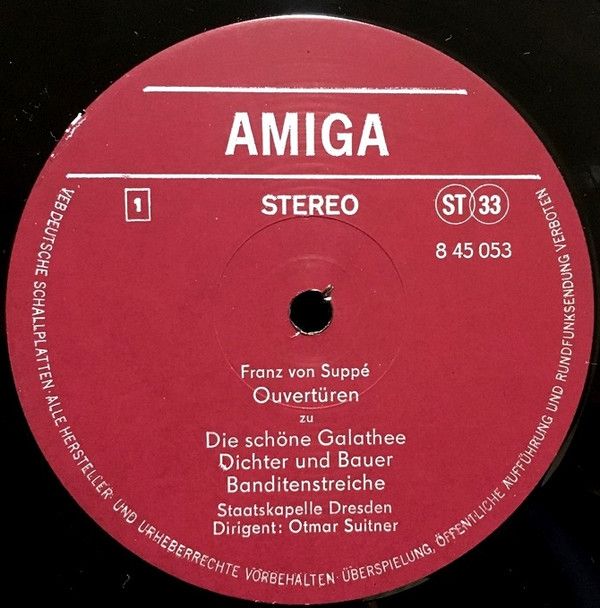 AMIGA
1
STEREO
ST 33
8 45 053
Franz von Suppé
Ouvertüren
zu
Die schöne Galathee
Dichter und Bauer
Banditenstreiche
Staatskapelle Dresden
Dirigent: Otmar Suitner
VEB DEUTSCHE SCHALLPLATTEN · ALLE HERSTELLER- UND URHEBERRECHTE VORBEHALTEN · ÜBERSPIELUNG, ÖFFENTLICHE AUFFÜHRUNG UND RUNDFUNKSENDUNG VERBOTEN